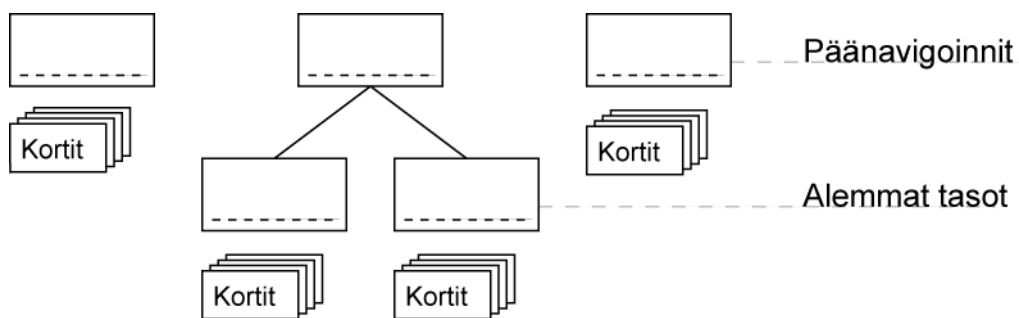 Päänavigoinnit
Kortit
Kortit
Alemmat tasot
Kortit
Kortit